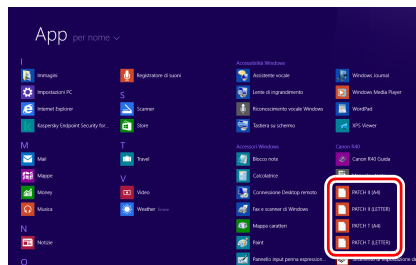 App per nome
I
Immagini
Impostazioni PC
Internet Explorer
Kaspersky Endpoint Security for...
M
Mail
Mappe
Money
Musica
N
Notizie
O
Registratore di suoni
S
Scanner
Store
T
Travel
V
Video
Weather
Accessibilità Windows
Assistente vocale
Lente di ingrandimento
Riconoscimento vocale Windows
Tastiera su schermo
Accessori Windows
Blocco note
Calcolatrice
Connessione Desktop remoto
Fax e scanner di Windows
Mappa caratteri
Paint
Pannello input penna espression...
Windows Journal
Windows Media Player
WordPad
XPS Viewer
Canon R40
Canon R40 Guida
PATCH II (A4)
PATCH II (LETTER)
PATCH T (A4)
PATCH T (LETTER)